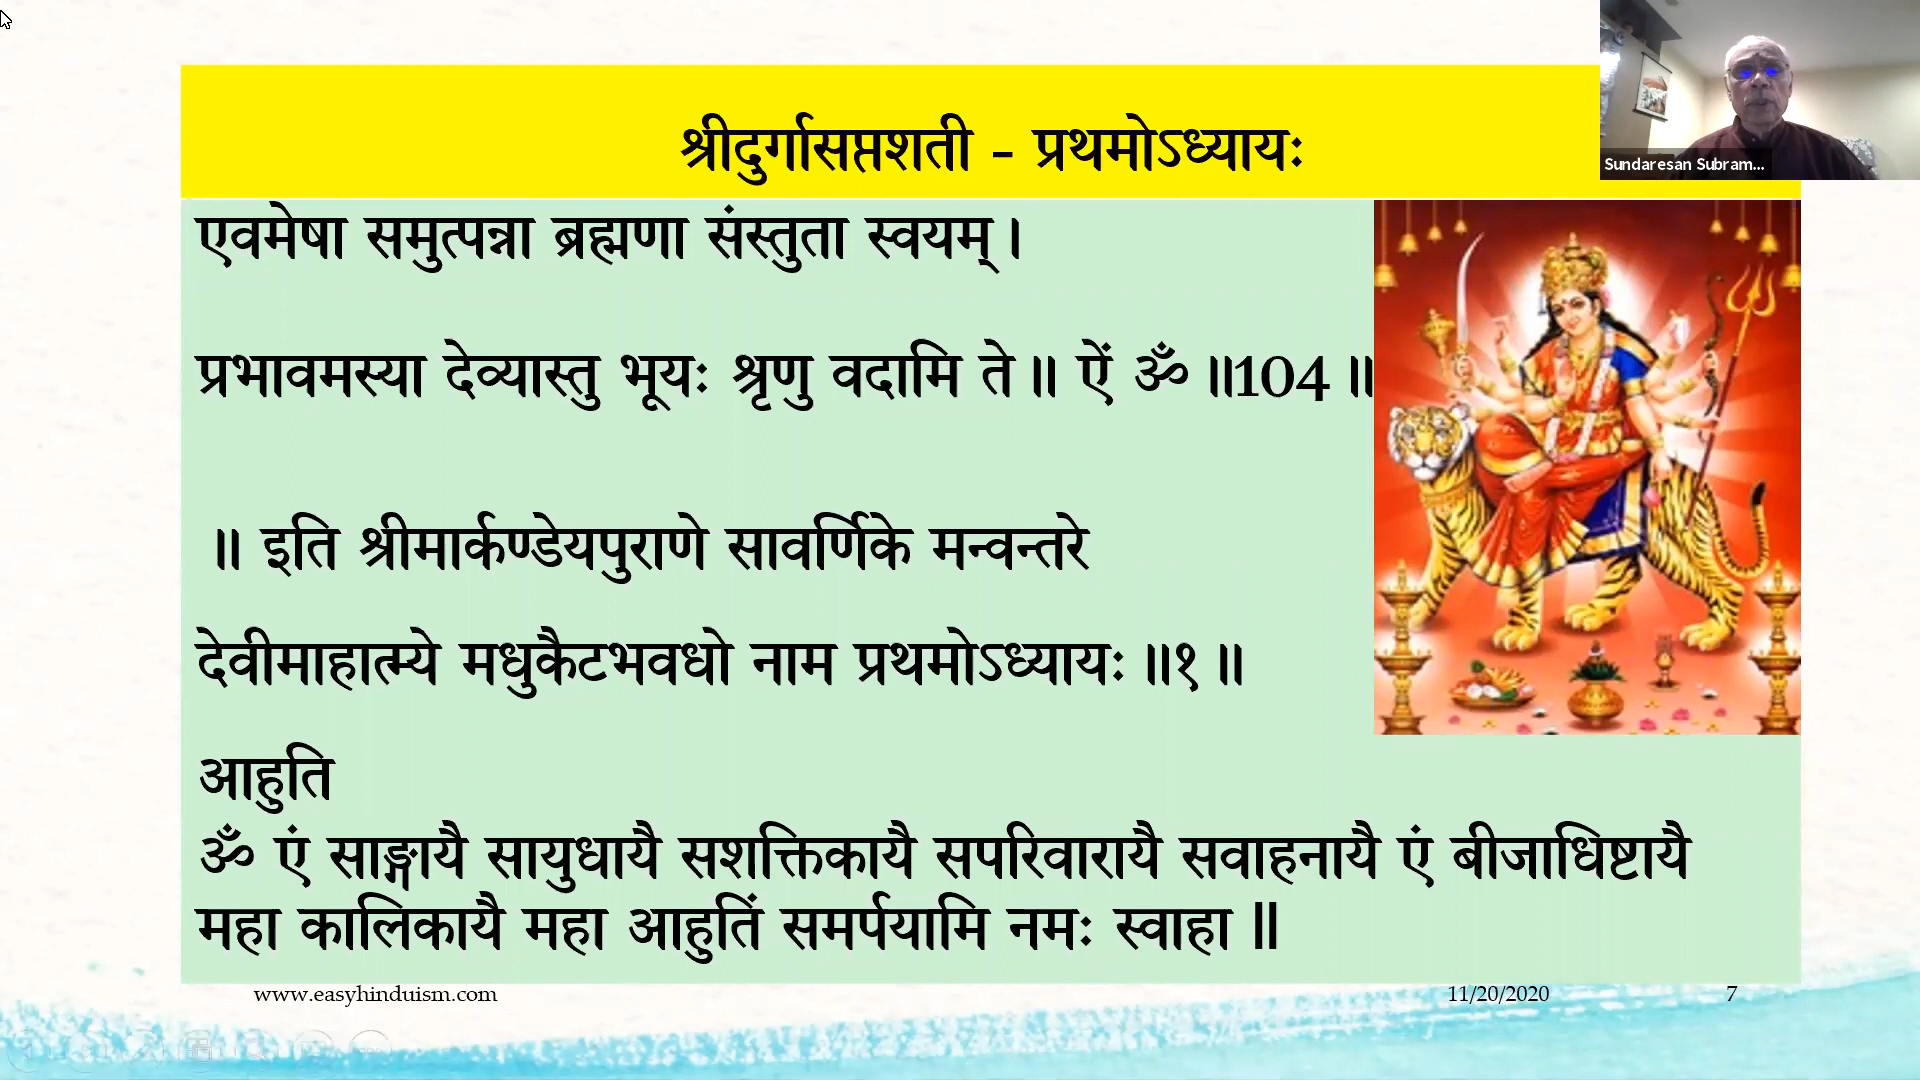 श्रीदुर्गासप्तशती - प्रथमोऽध्यायः
Sundaresan Subram...
एवमेषा समुत्पन्ना ब्रह्मणा संस्तुता स्वयम् ।
प्रभावमस्या देव्यास्तु भूयः श्रृणु वदामि ते ॥ ऐं ॐ ॥104 ॥
॥ इति श्रीमार्कण्डेयपुराणे सावर्णिके मन्वन्तरे
देवीमाहात्म्ये मधुकैटभवधो नाम प्रथमोऽध्यायः ॥१ ॥
आहुति
ॐ एं साङ्गायै सायुधायै सशक्तिकायै सपरिवारायै सवाहनायै एं बीजाधिष्टायै
महा कालिकायै महा आहुतिं समर्पयामि नमः स्वाहा ॥
www.easyhinduism.com
11/20/2020
7